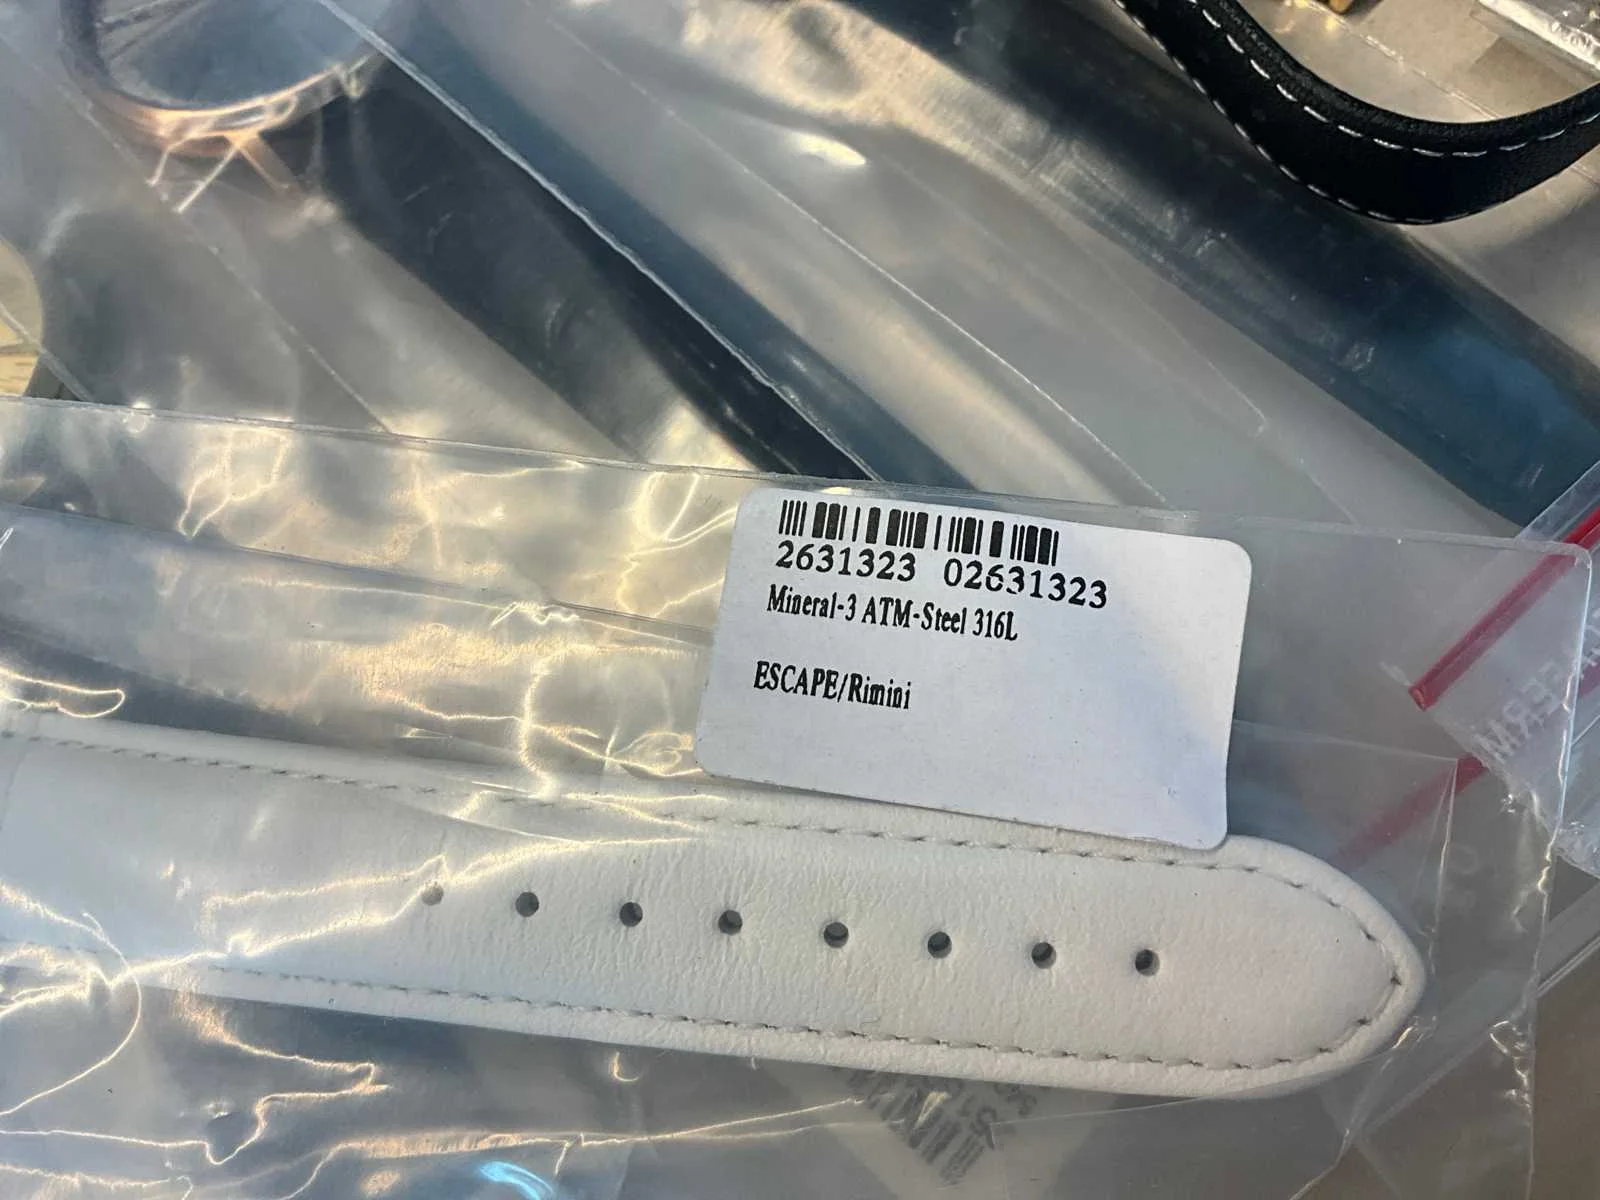 2631323 02631323
Mineral-3 ATM-Steel 316L
ESCAPE/Rimini